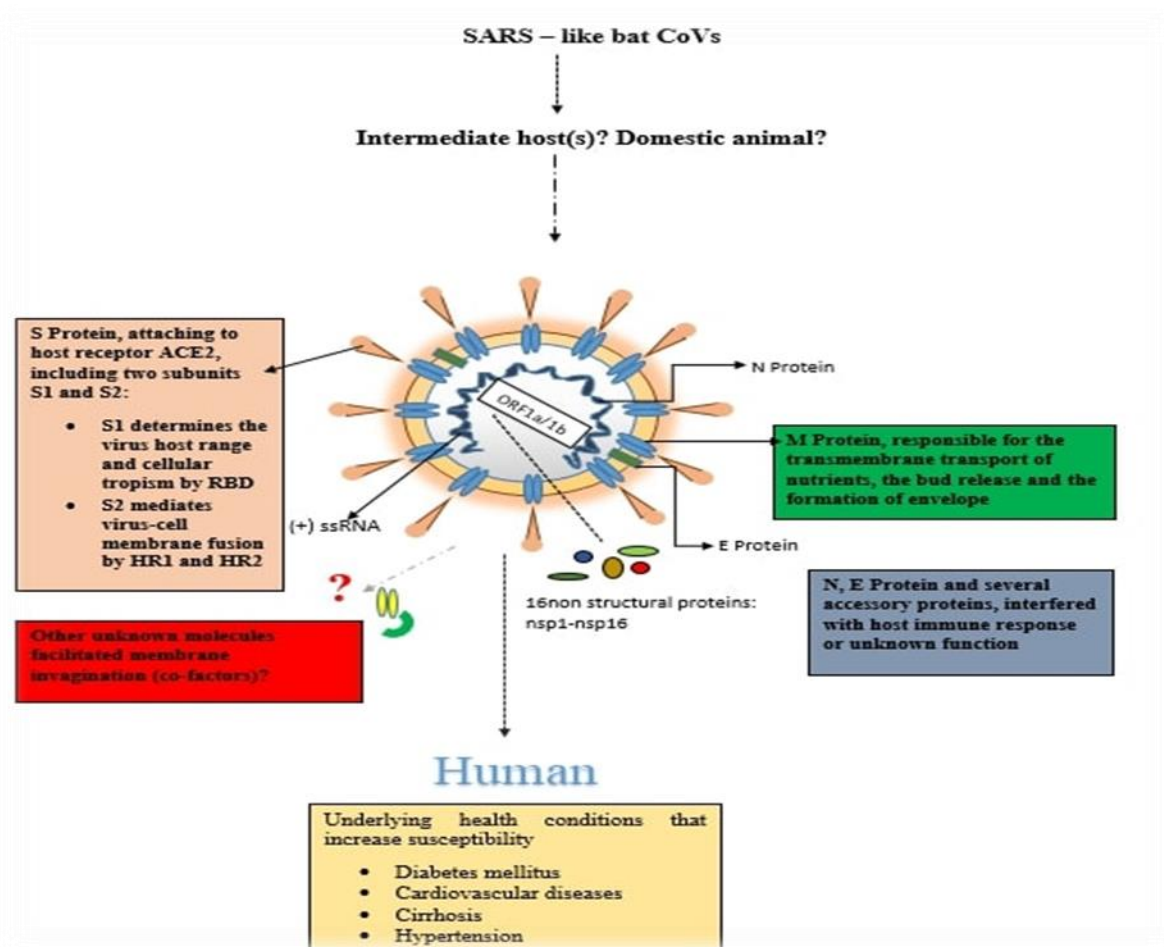 SARS – like bat CoVs
Intermediate host(s)? Domestic animal?
S Protein, attaching to
host receptor ACE2,
including two subunits
S1 and S2:
• S1 determines the
virus host range
and cellular
tropism by RBD
• S2 mediates
virus-cell
membrane fusion
by HR1 and HR2
ORF1a/1b
N Protein
M Protein, responsible for the
transmembrane transport of
nutrients, the bud release and the
formation of envelope
(+) ssRNA
E Protein
?
16non structural proteins:
nsp1-nsp16
N, E Protein and several
accessory proteins, interfered
with host immune response
or unknown function
Other unknown molecules
facilitated membrane
invagination (co-factors)?
Human
Underlying health conditions that
increase susceptibility
• Diabetes mellitus
• Cardiovascular diseases
• Cirrhosis
• Hypertension